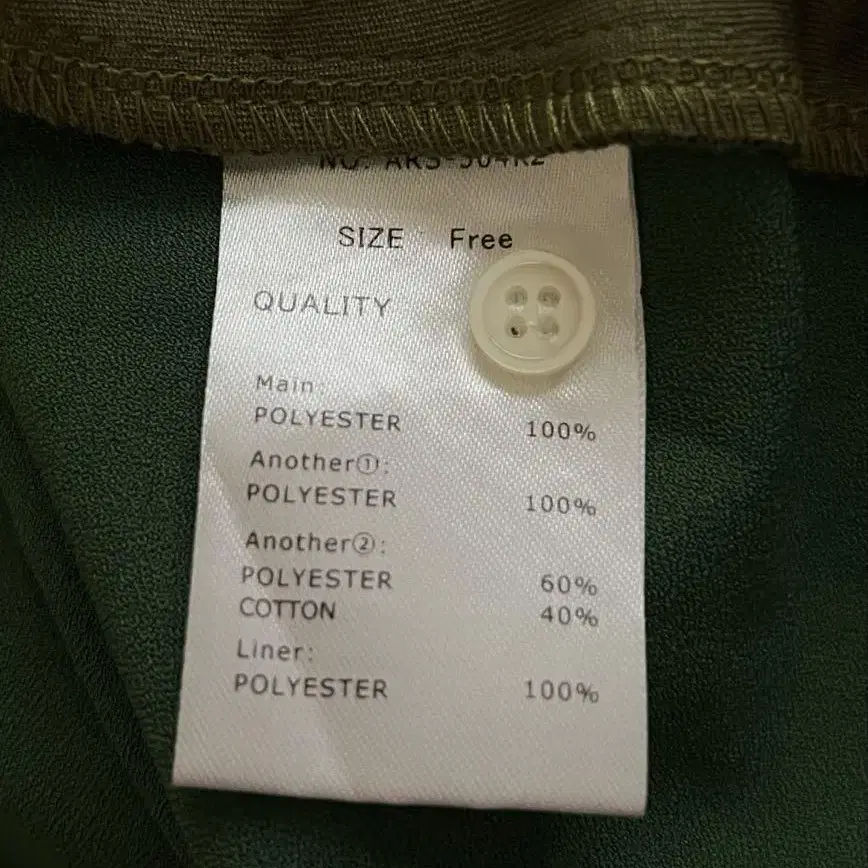 SIZE Free
QUALITY
Main:
POLYESTER 100%
Another①:
POLYESTER 100%
Another②:
POLYESTER 60%
COTTON 40%
Liner:
POLYESTER 100%